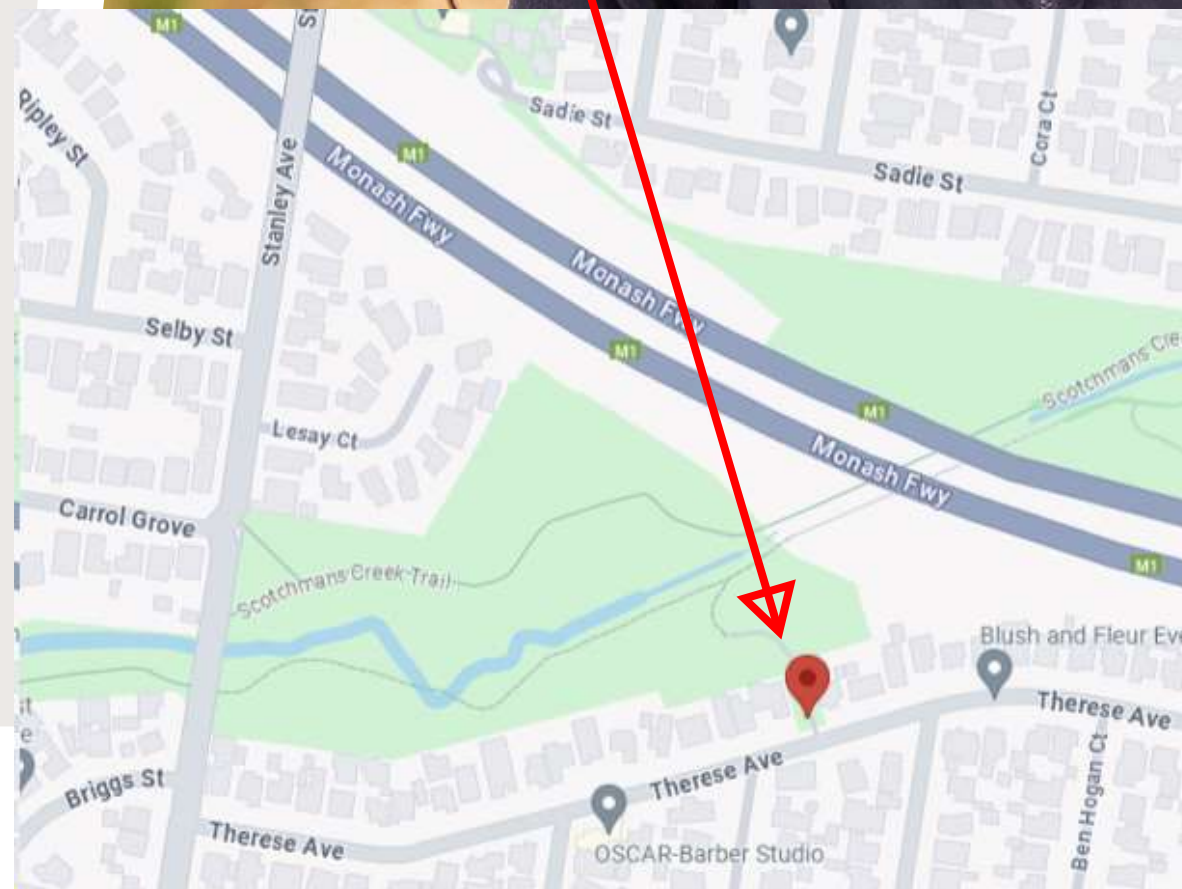 M1
St
Ripley St
Stanley Ave
M1
Monash Fwy
Sadie St
Sadie St
Cora Ct
Monash Fwy
Selby St
M1
Lesay Ct
Scotchmans Cre
M1
Monash Fwy
Carrol Grove
Scotchmans Creek Trail
M1
Blush and Fleur Eve
Therese Ave
Briggs St
Therese Ave
Therese Ave
OSCAR-Barber Studio
Ben Hogan Ct